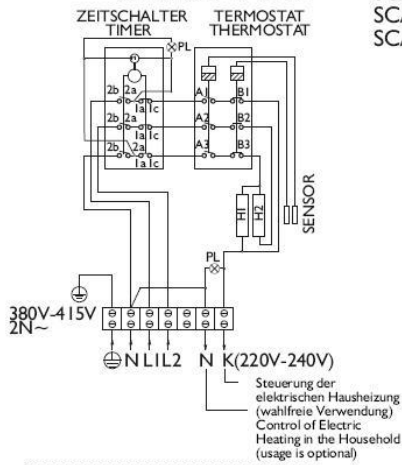 ZEITSCHALTER
TIMER
TERMOSTAT
THERMOSTAT
SCA
SCA
PL
M
2b 2a
1a 1c
A1 B1
2b 2a
1a 1c
A2 B2
2b 2a
1a 1c
A3 B3
H1 H2
SENSOR
PL
380V-415V
2N~
N L1 L2 N K(220V-240V)
Steuerung der
elektrischen Hausheizung
(wahlfreie Verwendung)
Control of Electric
Heating in the Household
(usage is optional)